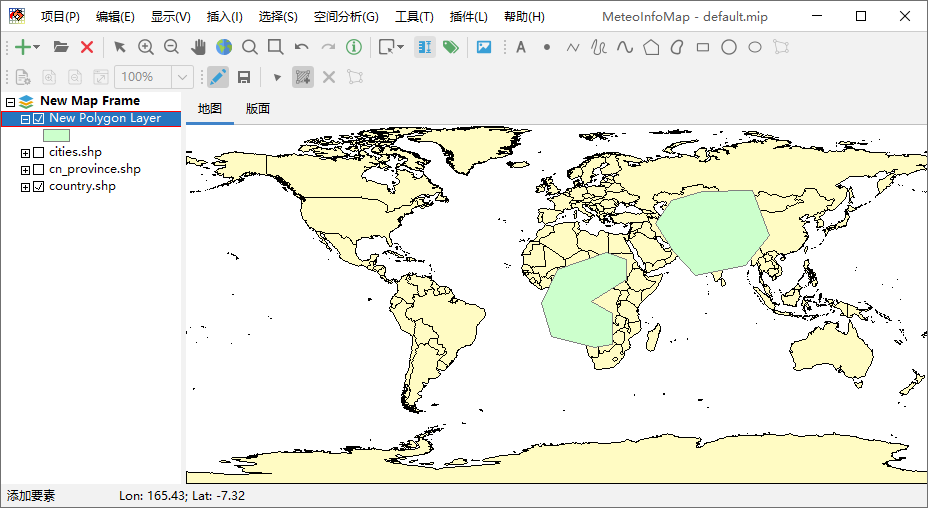 项目(P) 编辑(E) 显示(V) 插入(I) 选择(S) 空间分析(G) 工具(T) 插件(L) 帮助(H) MeteoInfoMap - default.mip
A
100%
New Map Frame
地图 版面
New Polygon Layer
cities.shp
cn_province.shp
country.shp
添加要素 Lon: 165.43; Lat: -7.32